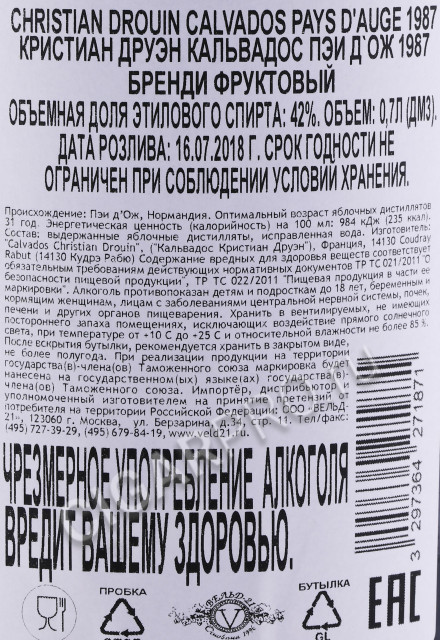 CHRISTIAN DROUIN CALVADOS PAYS D'AUGE 1987
КРИСТИАН ДРУЭН КАЛЬВАДОС ПЭИ Д`ОЖ 1987
БРЕНДИ ФРУКТОВЫЙ
ОБЪЕМНАЯ ДОЛЯ ЭТИЛОВОГО СПИРТА: 42%. ОБЪЕМ: 0,7Л (ДМ3).
ДАТА РОЗЛИВА: 16.07.2018 Г. СРОК ГОДНОСТИ НЕ
ОГРАНИЧЕН ПРИ СОБЛЮДЕНИИ УСЛОВИЙ ХРАНЕНИЯ.
Происхождение: Пэи д'Ож, Нормандия. Оптимальный возраст яблочных дистиллятов
31 год. Энергетическая ценность (калорийность) на 100 мл: 984 кДж (235 ккал).
Состав: выдержанные яблочные дистилляты, исправленная вода. Изготовитель:
"Calvados Christian Drouin", ("Кальвадос Кристиан Друэн"), Франция, 14130 Coudray
Rabut (14130 Кудрэ Рабю) Содержание вредных для здоровья веществ соответствует
обязательным требованиям действующих нормативных документов ТР ТС 021/2011 "О
безопасности пищевой продукции", ТР ТС 022/2011 "Пищевая продукция в части ее
маркировки". Алкоголь противопоказан детям и подросткам до 18 лет, беременным и
кормящим женщинам, лицам с заболеваниями центральной нервной системы, почек,
печени и других органов пищеварения. Хранить в вентилируемых, не имеющих
постороннего запаха помещениях, исключающих воздействие прямого солнечного
света, при температуре от +10 С до +25 С и относительной влажности не более 85 %.
После вскрытия бутылки, рекомендуется хранить в закрытом виде,
не более полугода. При реализации продукции на территории
государства(в)-члена(ов) Таможенного союза маркировка будет
нанесена на государственном(ых) языке(ах) государства(в)-
члена(ов) Таможенного союза. Импортёр, дистрибьютор и
уполномоченный изготовителем на принятие претензий от
потребителя на территории Российской Федерации: ООО «ВЕЛЬД-
21», 123060 г. Москва, ул. Берзарина, д.34, стр. 11, тел/факс:
(495) 727-39-29, (495) 679-84-19, www.veld21.ru.
ЧРЕЗМЕРНОЕ УПОТРЕБЛЕНИЕ АЛКОГОЛЯ
ВРЕДИТ ВАШЕМУ ЗДОРОВЬЮ.
3 297364 271871
ПРОБКА
ВЕЛЬД-21
V
БУТЫЛКА
GL
EAC